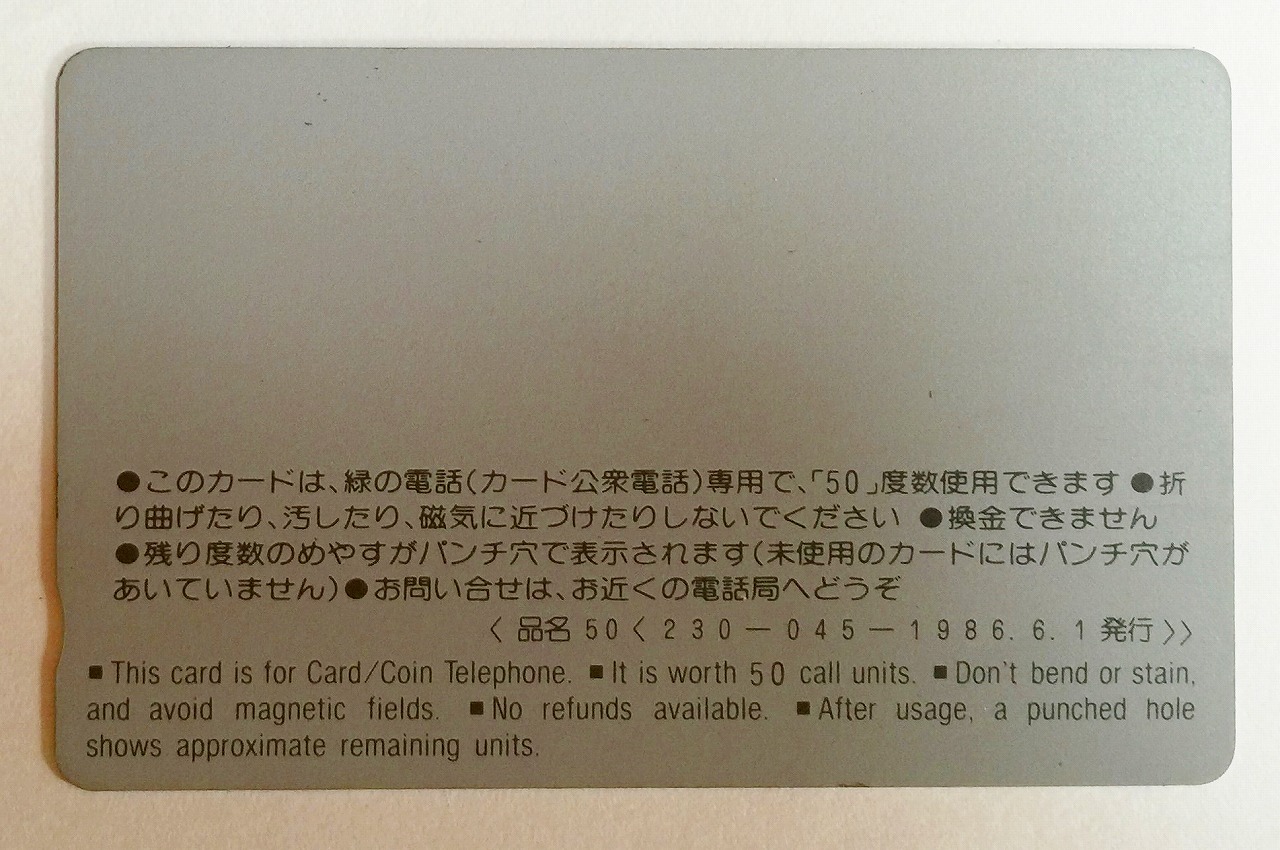 ●このカードは、緑の電話(カード公衆電話)専用で、「50」度数使用できます ●折
り曲げたり、汚したり、磁気に近づけたりしないでください ●換金できません
●残り度数のめやすがパンチ穴で表示されます(未使用のカードにはパンチ穴が
あいていません)●お問い合せは、お近くの電話局へどうぞ
〈 品名 50〈 230－045－1986.6.1 発行〉〉
■This card is for Card/Coin Telephone. ■It is worth 50 call units. ■Don't bend or stain,
and avoid magnetic fields. ■No refunds available. ■After usage, a punched hole
shows approximate remaining units.